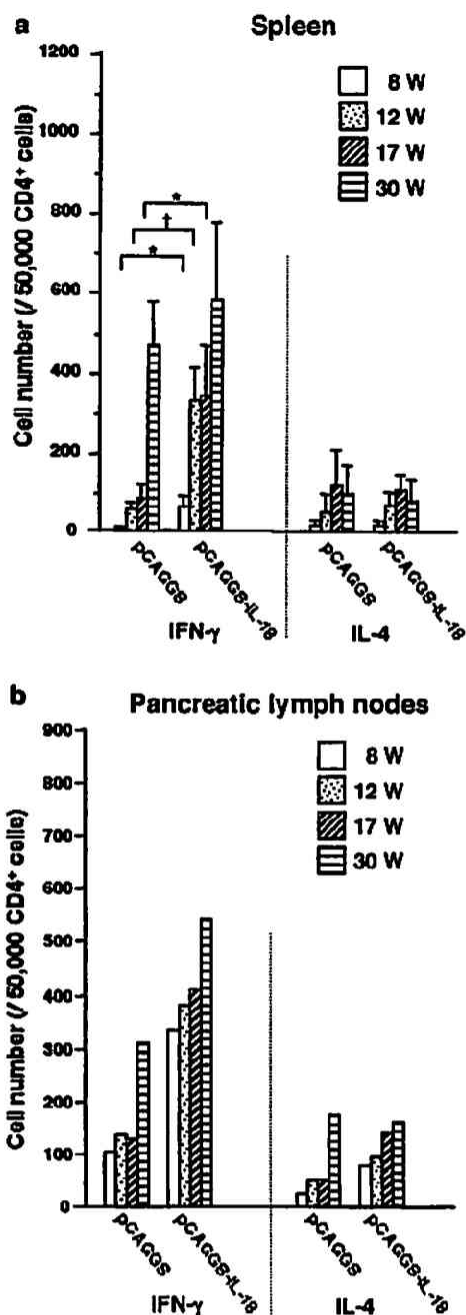 a
Spleen
1200
1000
800
600
400
200
0
Cell number (/ 50,000 CD4⁺ cells)
8 W
12 W
17 W
30 W
*
†
*
pCAGGS
pCAGGS-IL-18
pCAGGS
pCAGGS-IL-18
IFN-γ
IL-4
b
Pancreatic lymph nodes
900
800
700
600
500
400
300
200
100
0
Cell number (/ 50,000 CD4⁺ cells)
8 W
12 W
17 W
30 W
pCAGGS
pCAGGS-IL-18
pCAGGS
pCAGGS-IL-18
IFN-γ
IL-4